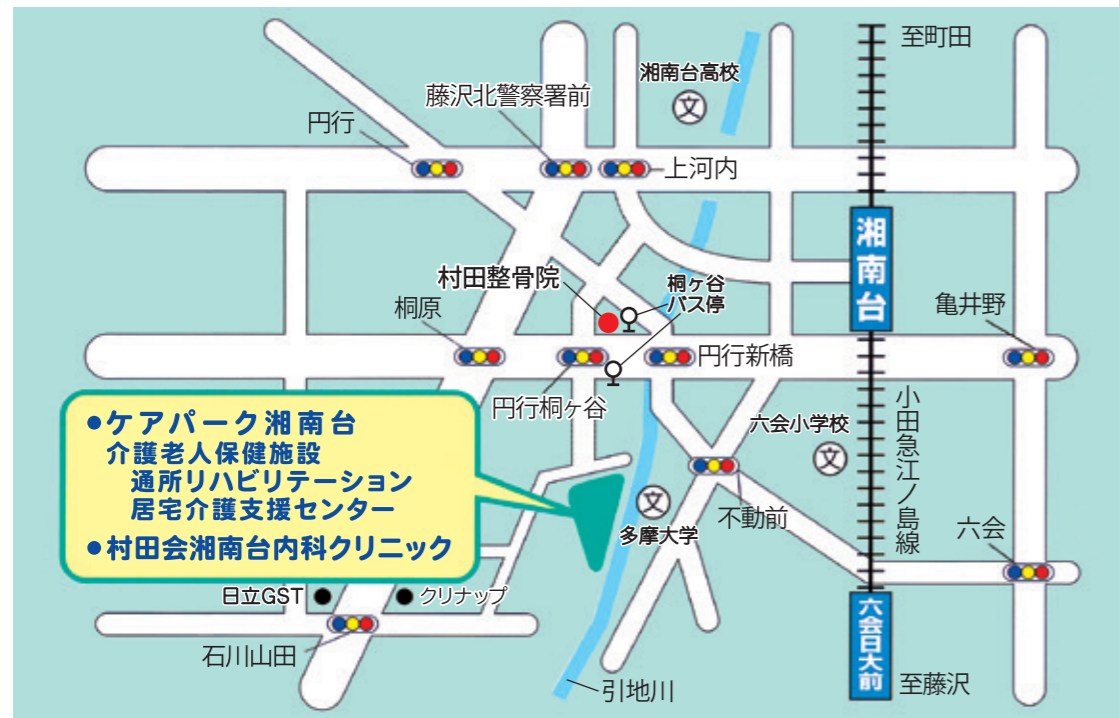 至町田
湘南台高校
文
藤沢北警察署前
円行
上河内
湘南台
村田整骨院
桐ヶ谷
バス停
桐原
亀井野
円行新橋
円行桐ヶ谷
小田急江ノ島線
●ケアパーク湘南台
介護老人保健施設
通所リハビリテーション
居宅介護支援センター
●村田会湘南台内科クリニック
六会小学校
文
文
多摩大学
不動前
六会
日立GST
クリナップ
石川山田
六会日大前
引地川
至藤沢